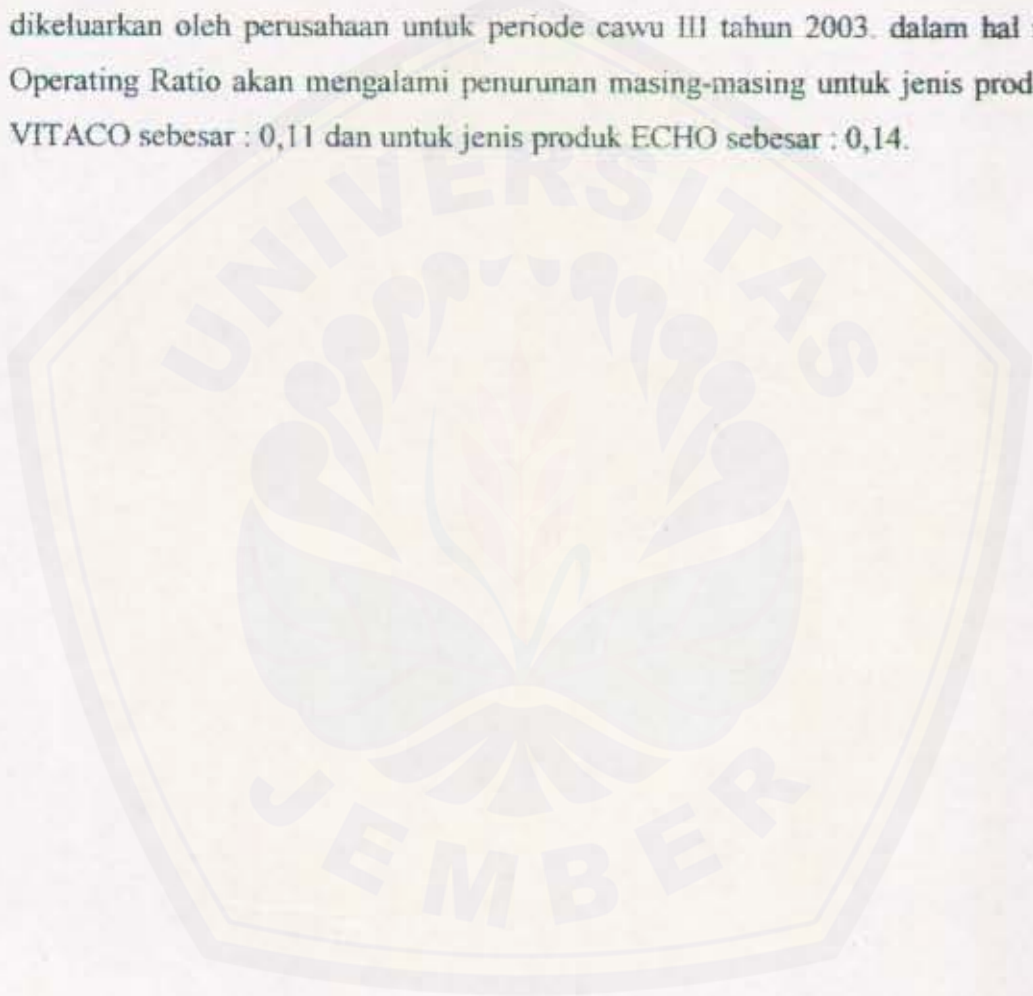 dikeluarkan oleh perusahaan untuk periode cawu III tahun 2003. dalam hal
Operating Ratio akan mengalami penurunan masing-masing untuk jenis prod
VITACO sebesar : 0,11 dan untuk jenis produk ECHO sebesar : 0,14.
UNIVERSITAS
JEMBER